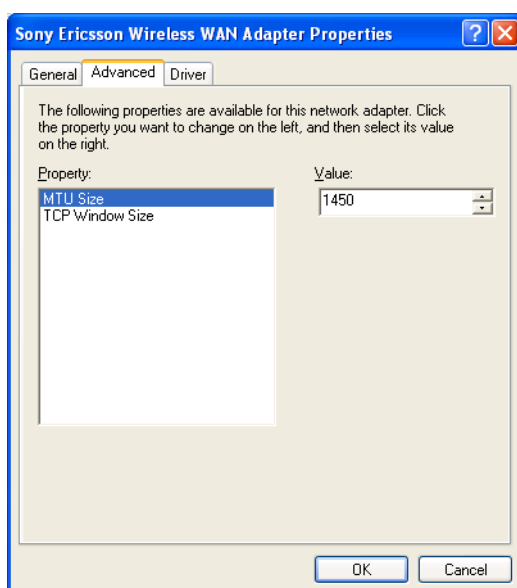 Sony Ericsson Wireless WAN Adapter Properties
General Advanced Driver
The following properties are available for this network adapter. Click
the property you want to change on the left, and then select its value
on the right.
Property: Value:
MTU Size 1450
TCP Window Size
OK Cancel